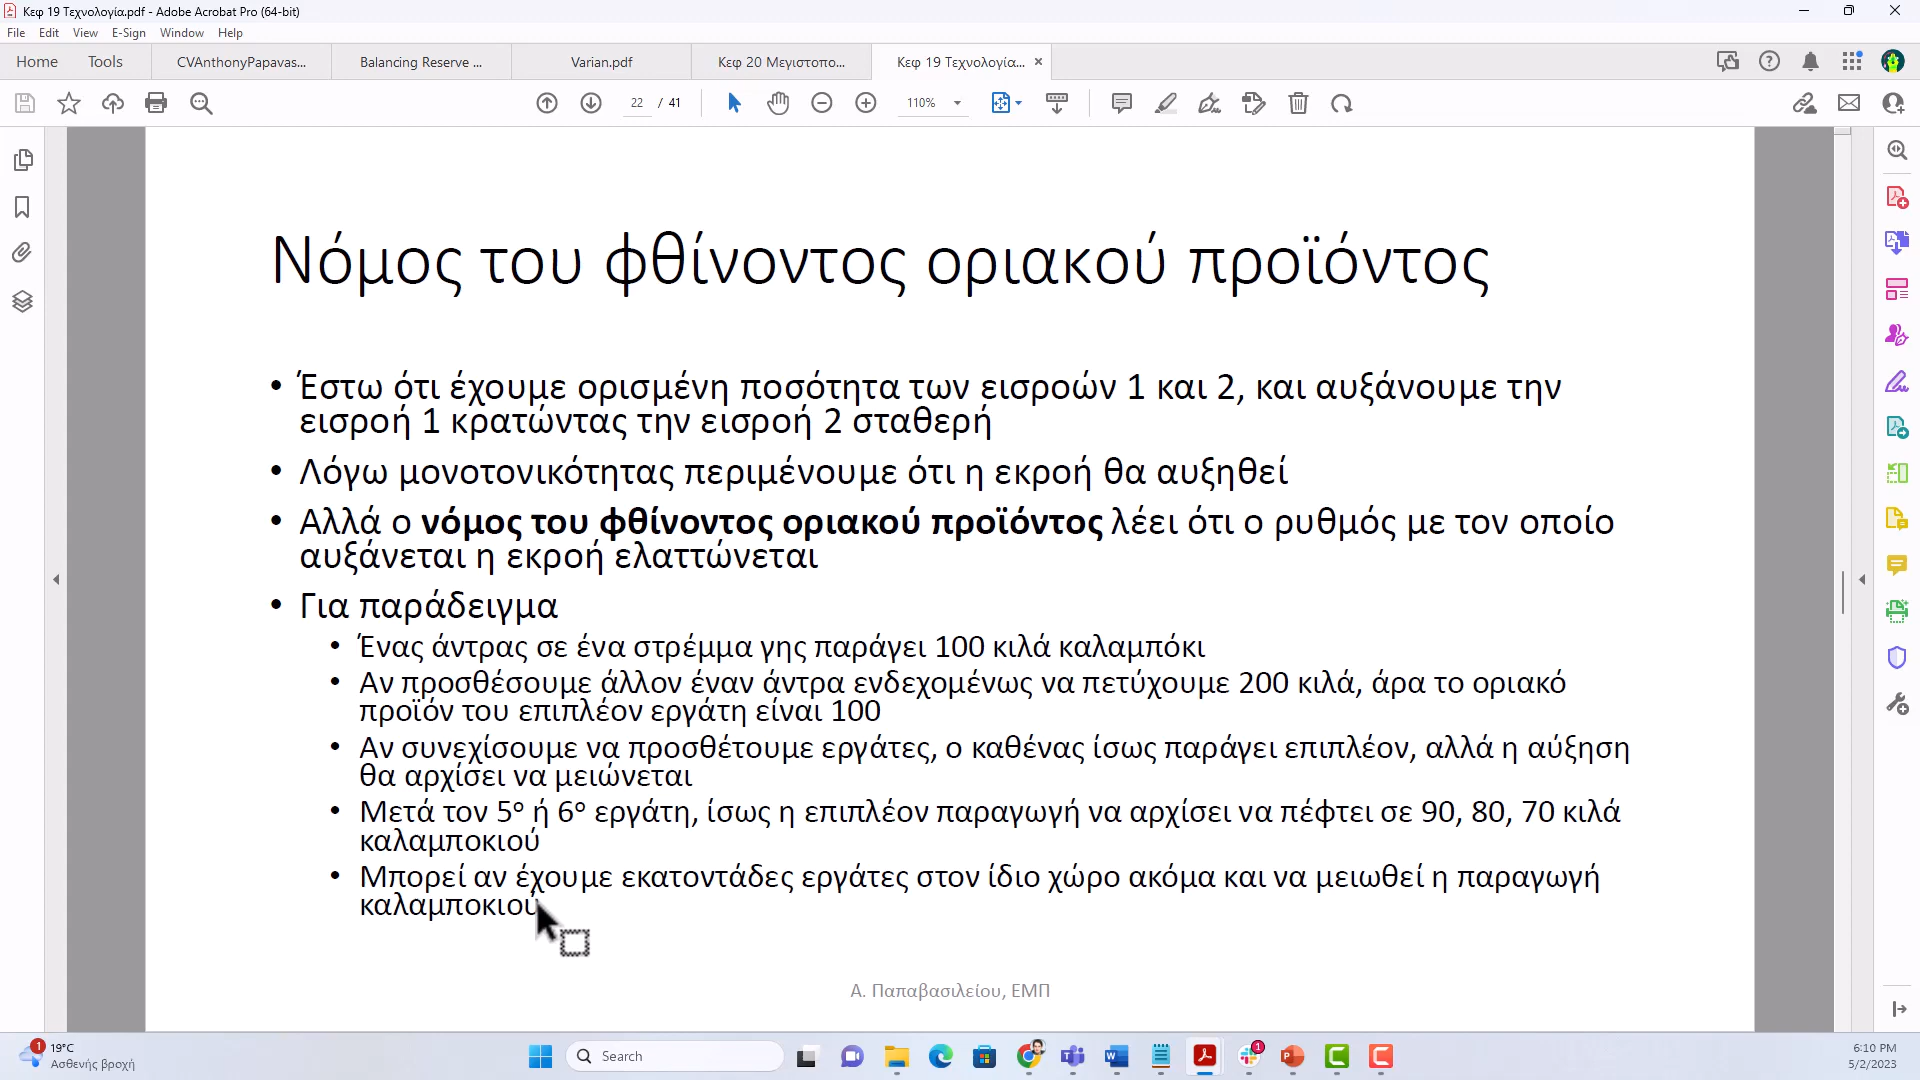 Κεφ 19 Τεχνολογία.pdf - Adobe Acrobat Pro (64-bit)
File Edit View E-Sign Window Help
Home Tools CVAnthonyPapavas... Balancing Reserve ... Varian.pdf Κεφ 20 Μεγιστοπο... Κεφ 19 Τεχνολογία...
22 / 41 110%
Νόμος του φθίνοντος οριακού προϊόντος
• Έστω ότι έχουμε ορισμένη ποσότητα των εισροών 1 και 2, και αυξάνουμε την
εισροή 1 κρατώντας την εισροή 2 σταθερή
• Λόγω μονοτονικότητας περιμένουμε ότι η εκροή θα αυξηθεί
• Αλλά ο νόμος του φθίνοντος οριακού προϊόντος λέει ότι ο ρυθμός με τον οποίο
αυξάνεται η εκροή ελαττώνεται
• Για παράδειγμα
• Ένας άντρας σε ένα στρέμμα γης παράγει 100 κιλά καλαμπόκι
• Αν προσθέσουμε άλλον έναν άντρα ενδεχομένως να πετύχουμε 200 κιλά, άρα το οριακό
προϊόν του επιπλέον εργάτη είναι 100
• Αν συνεχίσουμε να προσθέτουμε εργάτες, ο καθένας ίσως παράγει επιπλέον, αλλά η αύξηση
θα αρχίσει να μειώνεται
• Μετά τον 5ο ή 6ο εργάτη, ίσως η επιπλέον παραγωγή να αρχίσει να πέφτει σε 90, 80, 70 κιλά
καλαμποκιού
• Μπορεί αν έχουμε εκατοντάδες εργάτες στον ίδιο χώρο ακόμα και να μειωθεί η παραγωγή
καλαμποκιού
Α. Παπαβασιλείου, ΕΜΠ
1 19°C
Ασθενής βροχή
Search
1
6:10 PM
5/2/2023